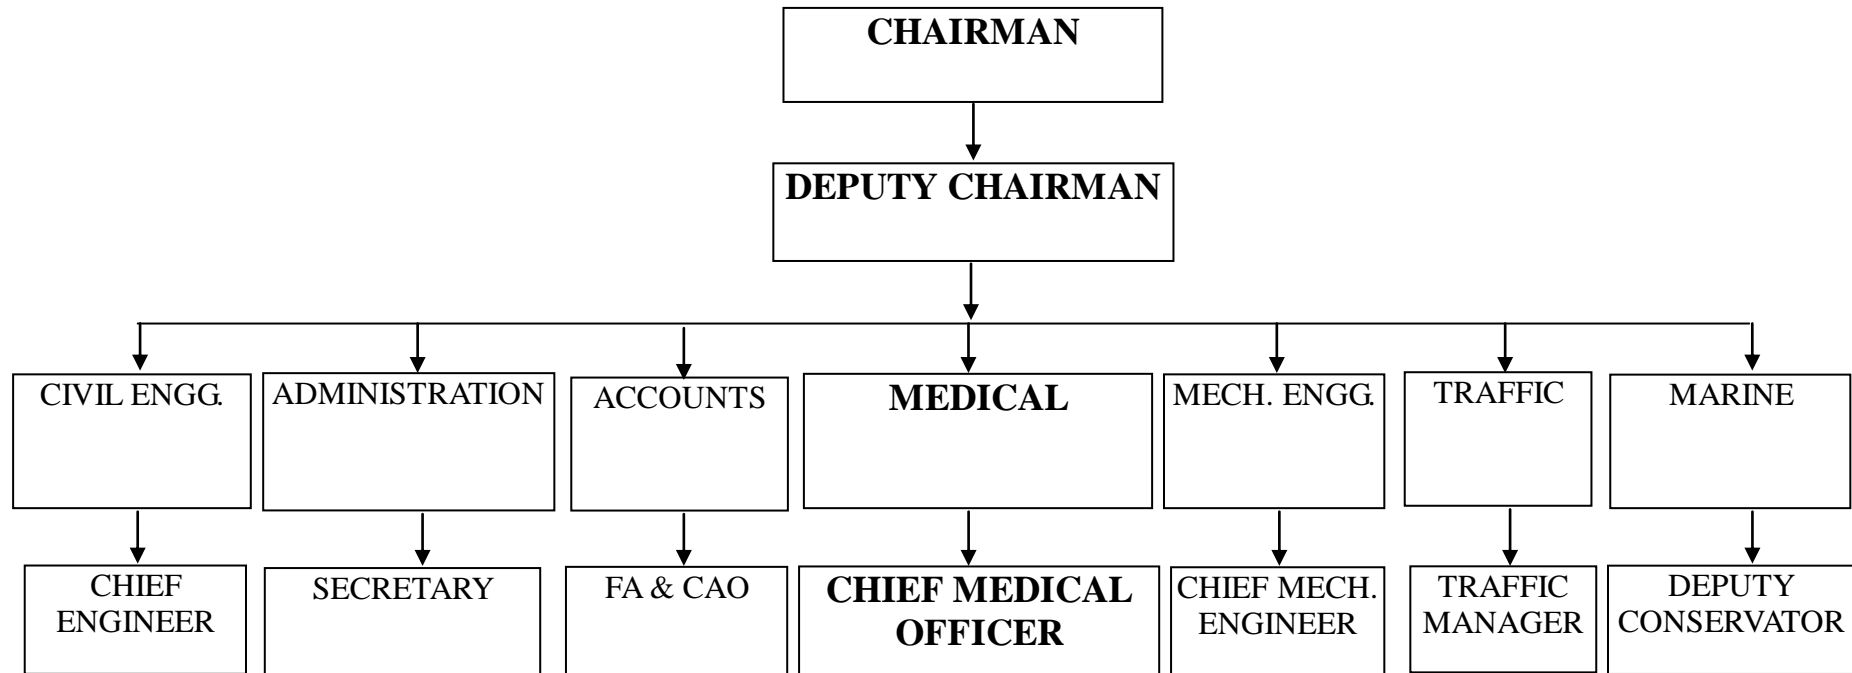 CHAIRMAN
DEPUTY CHAIRMAN
CIVIL ENGG.
ADMINISTRATION
ACCOUNTS
MEDICAL
MECH. ENGG.
TRAFFIC
MARINE
CHIEF
ENGINEER
SECRETARY
FA & CAO
CHIEF MEDICAL
OFFICER
CHIEF MECH.
ENGINEER
TRAFFIC
MANAGER
DEPUTY
CONSERVATOR